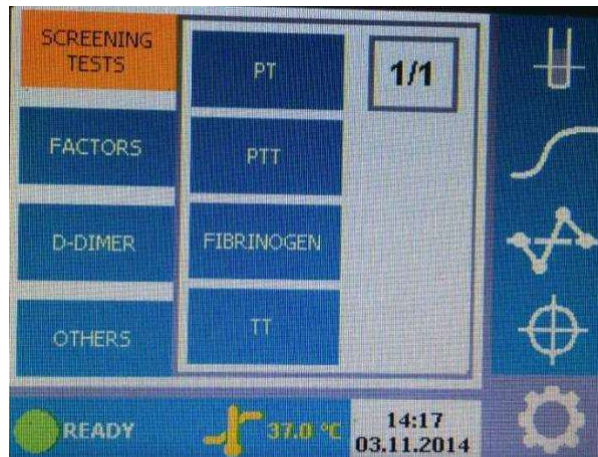 SCREENING
TESTS
FACTORS
D-DIMER
OTHERS
PT
PTT
FIBRINOGEN
TT
1/1
READY
37.0 °C
14:17
03.11.2014